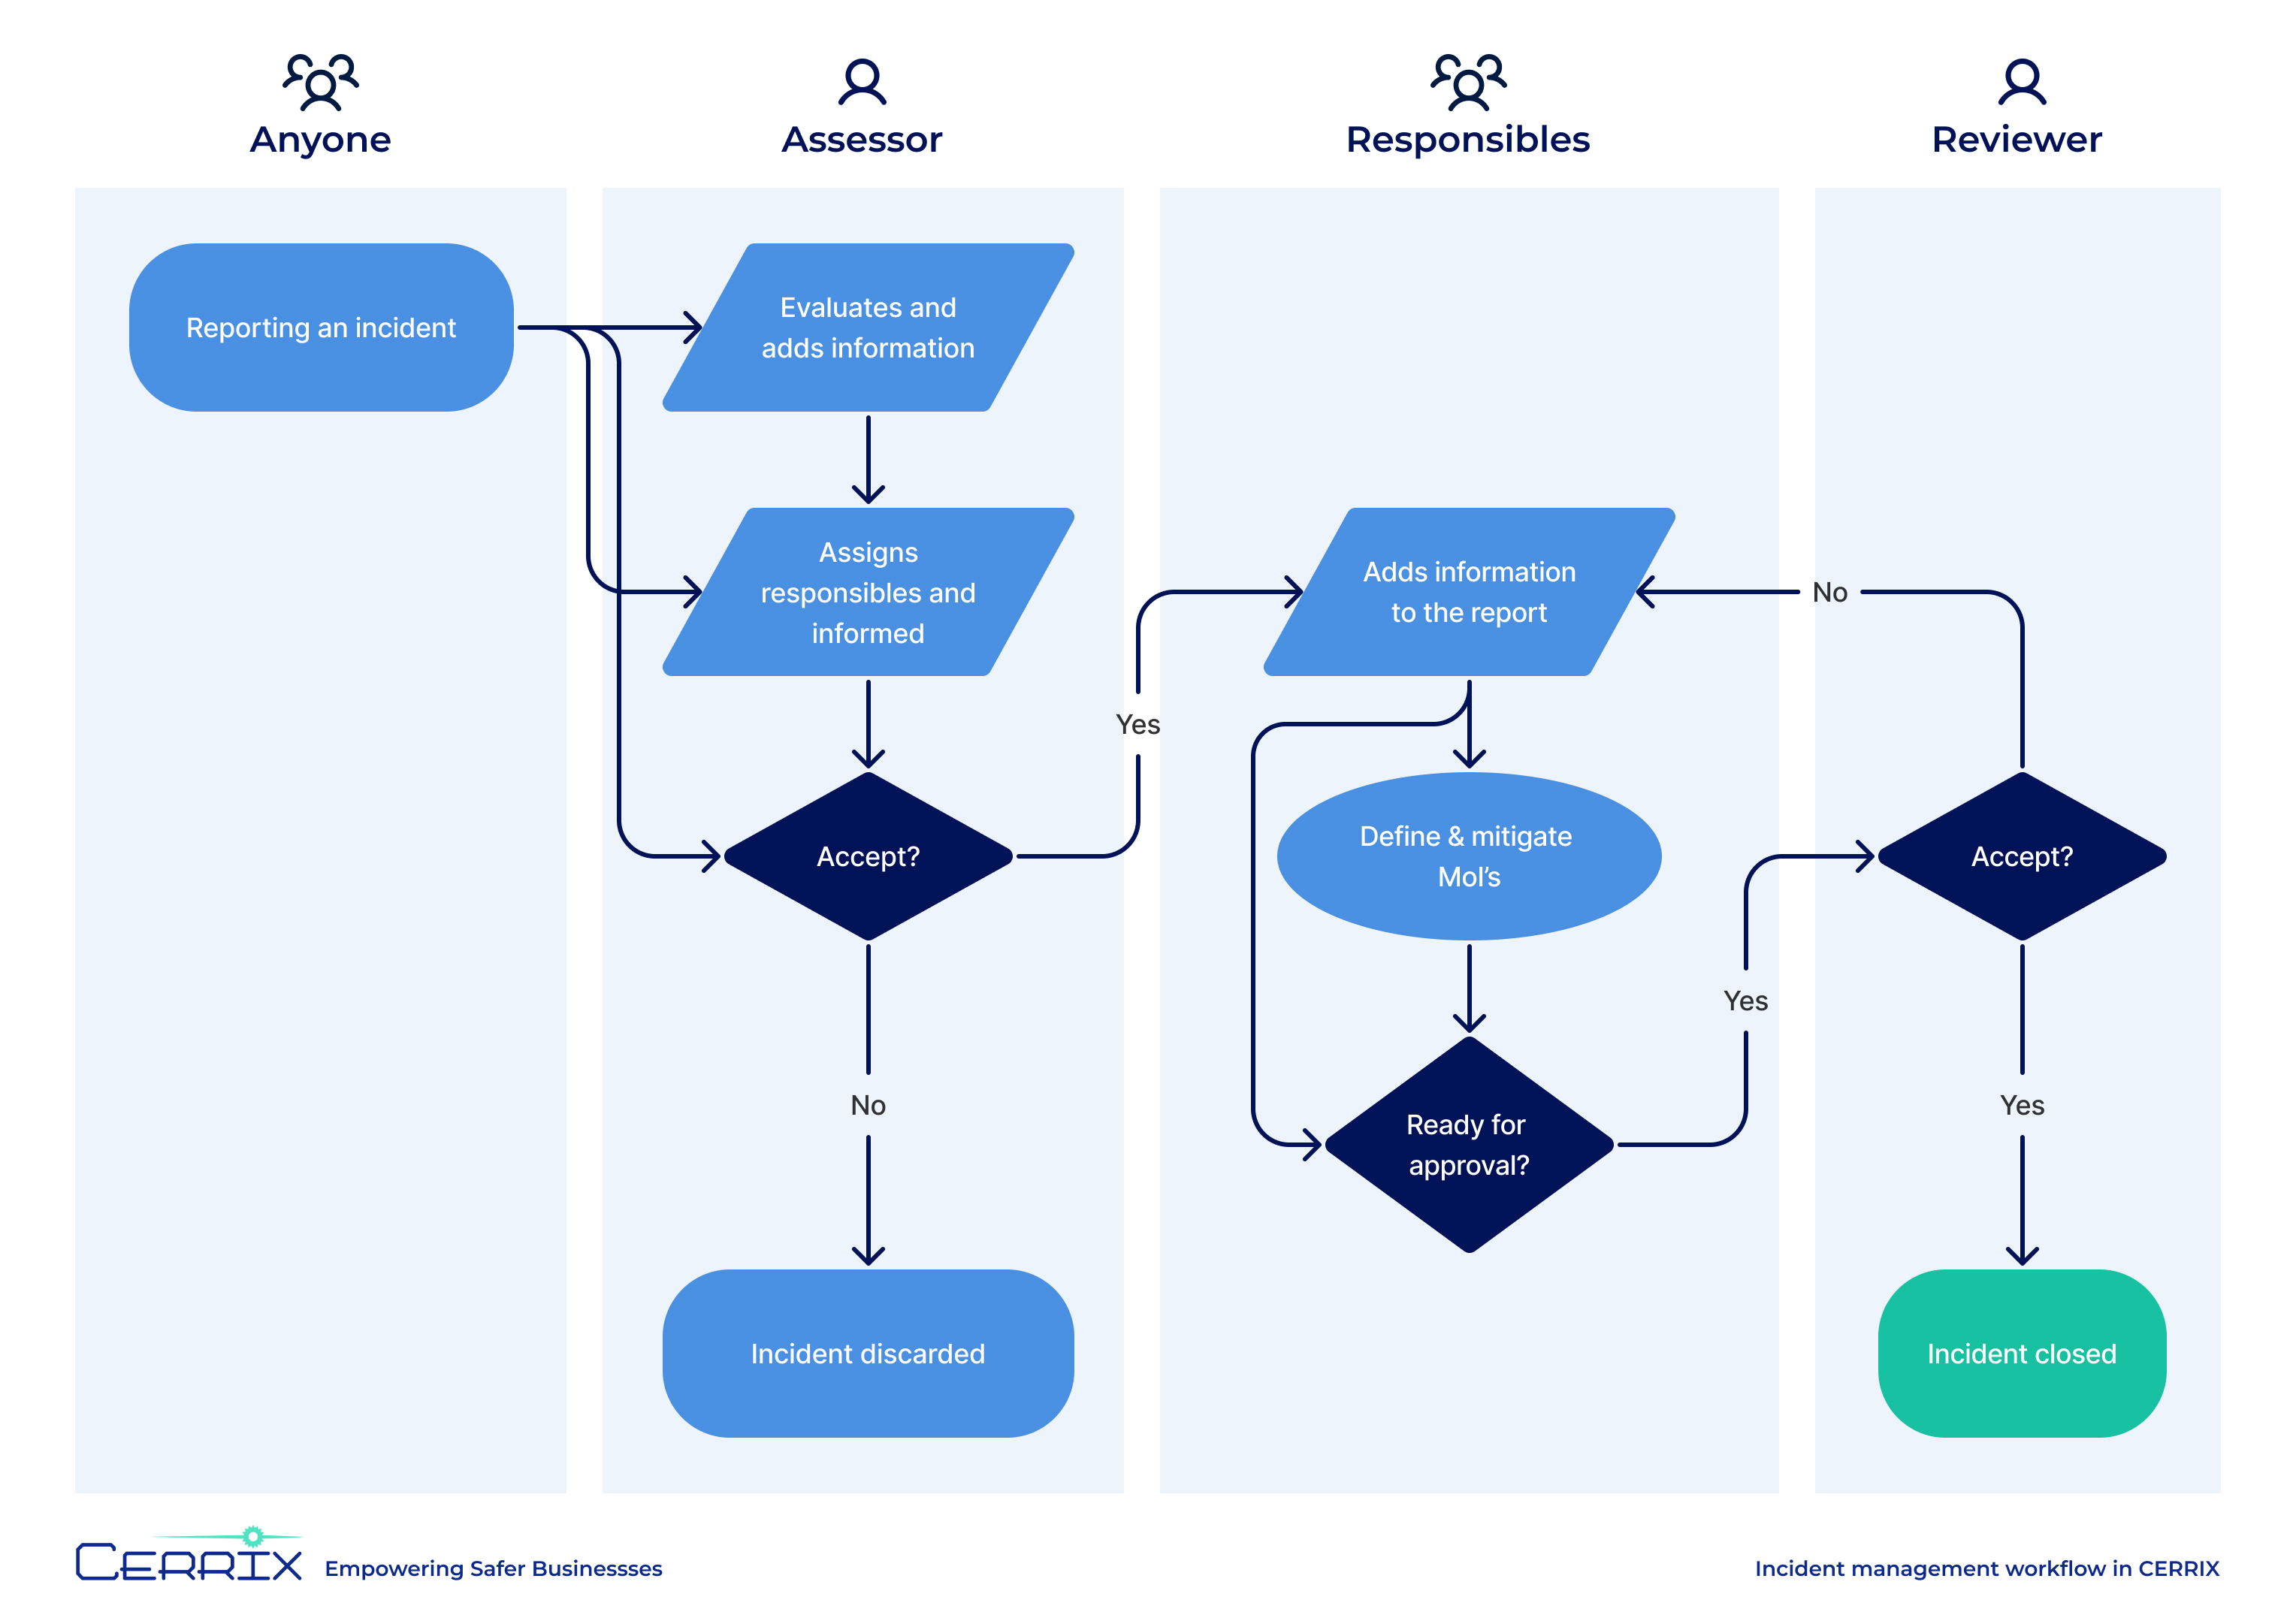 Anyone
Assessor
Responsibles
Reviewer
Reporting an incident
Evaluates and
adds information
Assigns
responsibles and
informed
Adds information
to the report
No
Yes
Accept?
Define & mitigate
MoI’s
Accept?
Yes
No
Ready for
approval?
Yes
Incident discarded
Incident closed
CERRIX
Empowering Safer Businessses
Incident management workflow in CERRIX